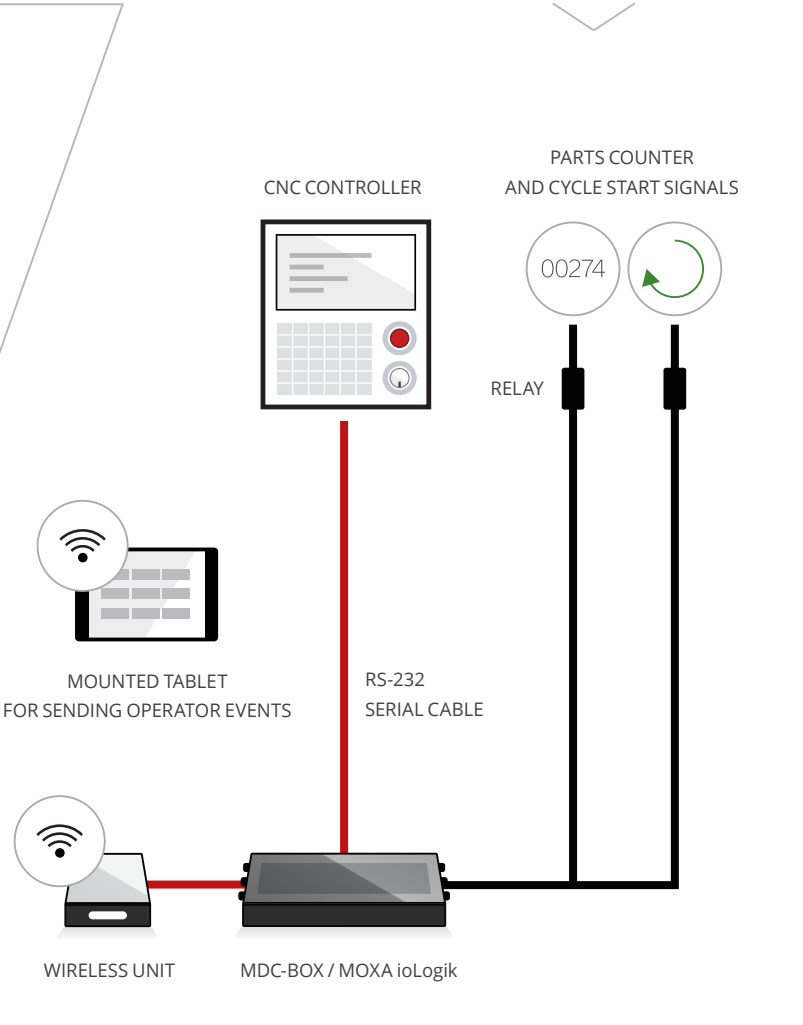 PARTS COUNTER
AND CYCLE START SIGNALS
CNC CONTROLLER
00274
RELAY
MOUNTED TABLET
FOR SENDING OPERATOR EVENTS
RS-232
SERIAL CABLE
WIRELESS UNIT
MDC-BOX / MOXA ioLogik